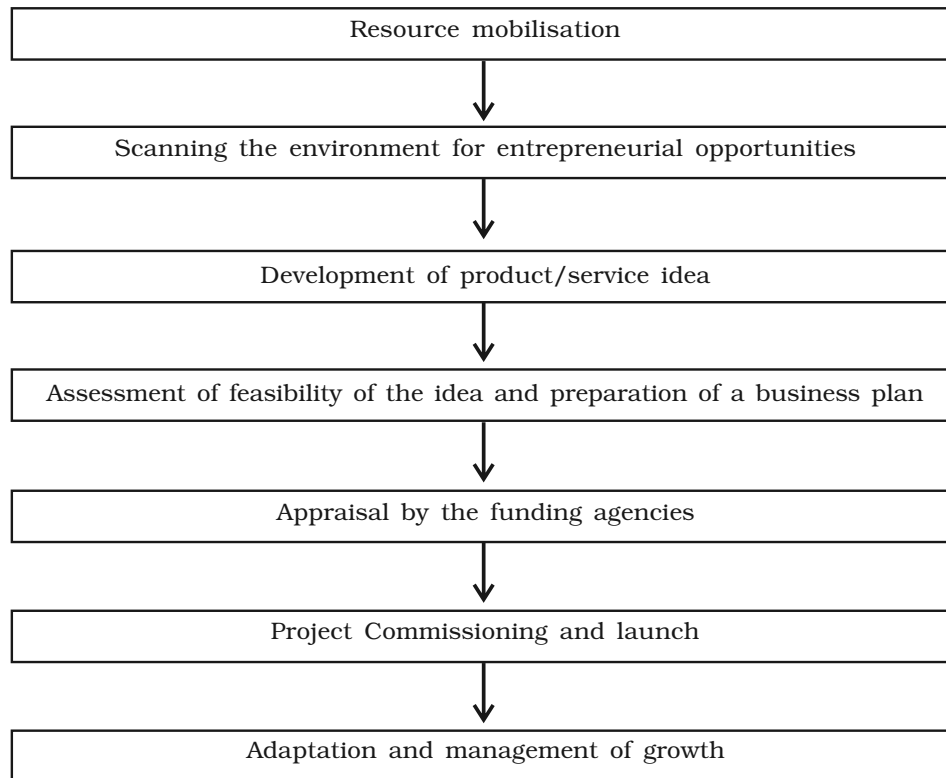 Resource mobilisation
Scanning the environment for entrepreneurial opportunities
Development of product/service idea
Assessment of feasibility of the idea and preparation of a business plan
Appraisal by the funding agencies
Project Commissioning and launch
Adaptation and management of growth